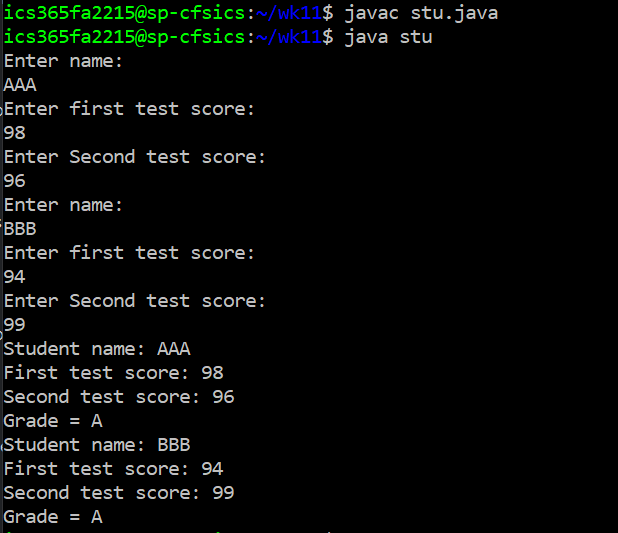 ics365fa2215@sp-cfsics:~/wk11$ javac stu.java
ics365fa2215@sp-cfsics:~/wk11$ java stu
Enter name:
AAA
Enter first test score:
98
Enter Second test score:
96
Enter name:
BBB
Enter first test score:
94
Enter Second test score:
99
Student name: AAA
First test score: 98
Second test score: 96
Grade = A
Student name: BBB
First test score: 94
Second test score: 99
Grade = A